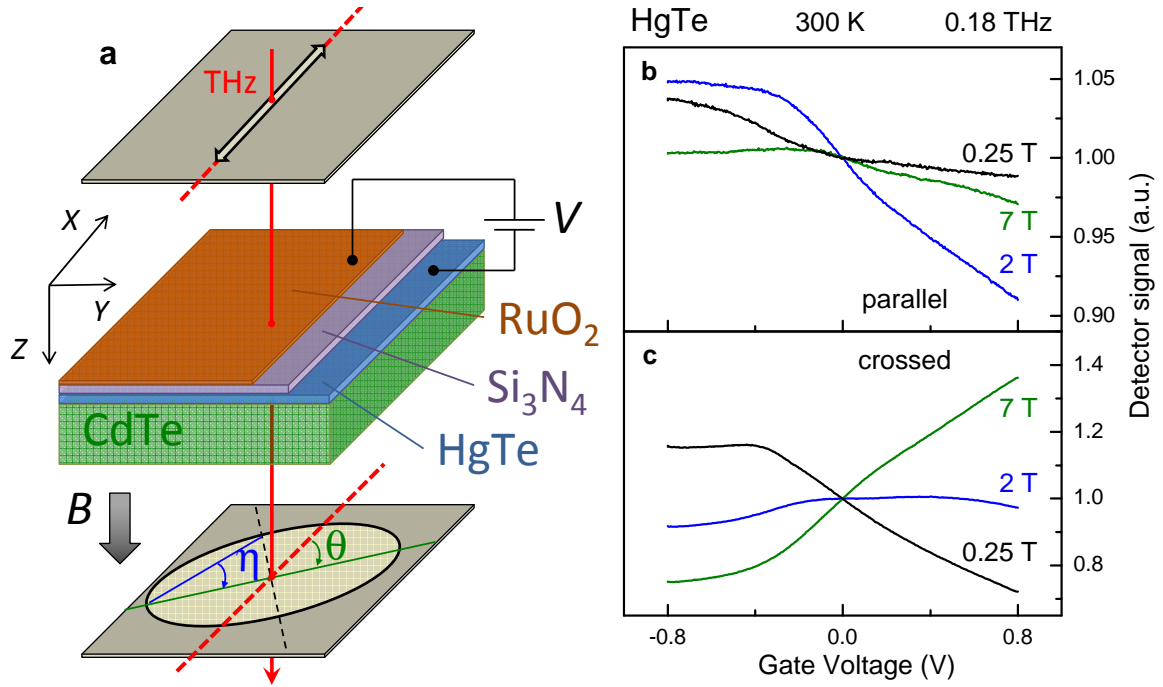 a
THz
X
Y
Z
V
RuO2
Si3N4
CdTe
HgTe
B
η
θ
HgTe 300 K 0.18 THz
b
1.05
1.00
0.95
0.90
0.25 T
7 T
2 T
parallel
Detector signal (a.u.)
c
crossed
1.4
1.2
1.0
0.8
7 T
2 T
0.25 T
-0.8 0.0 0.8
Gate Voltage (V)